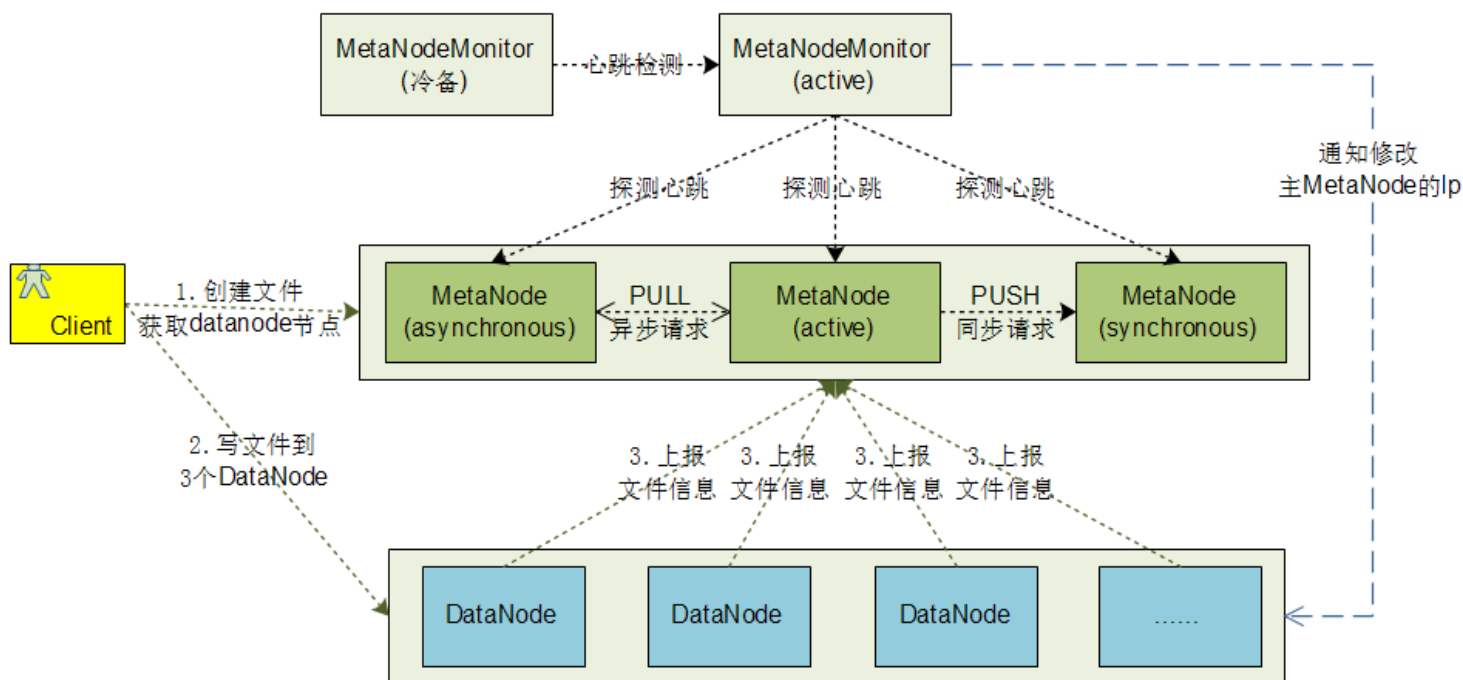 MetaNodeMonitor
(冷备)
心跳检测
MetaNodeMonitor
(active)
通知修改
主MetaNode的Ip
探测心跳
探测心跳
探测心跳
Client
1. 创建文件
获取datanode节点
MetaNode
(asynchronous)
PULL
异步请求
MetaNode
(active)
PUSH
同步请求
MetaNode
(synchronous)
2. 写文件到
3个DataNode
3. 上报
文件信息
3. 上报
文件信息
3. 上报
文件信息
3. 上报
文件信息
DataNode
DataNode
DataNode
......